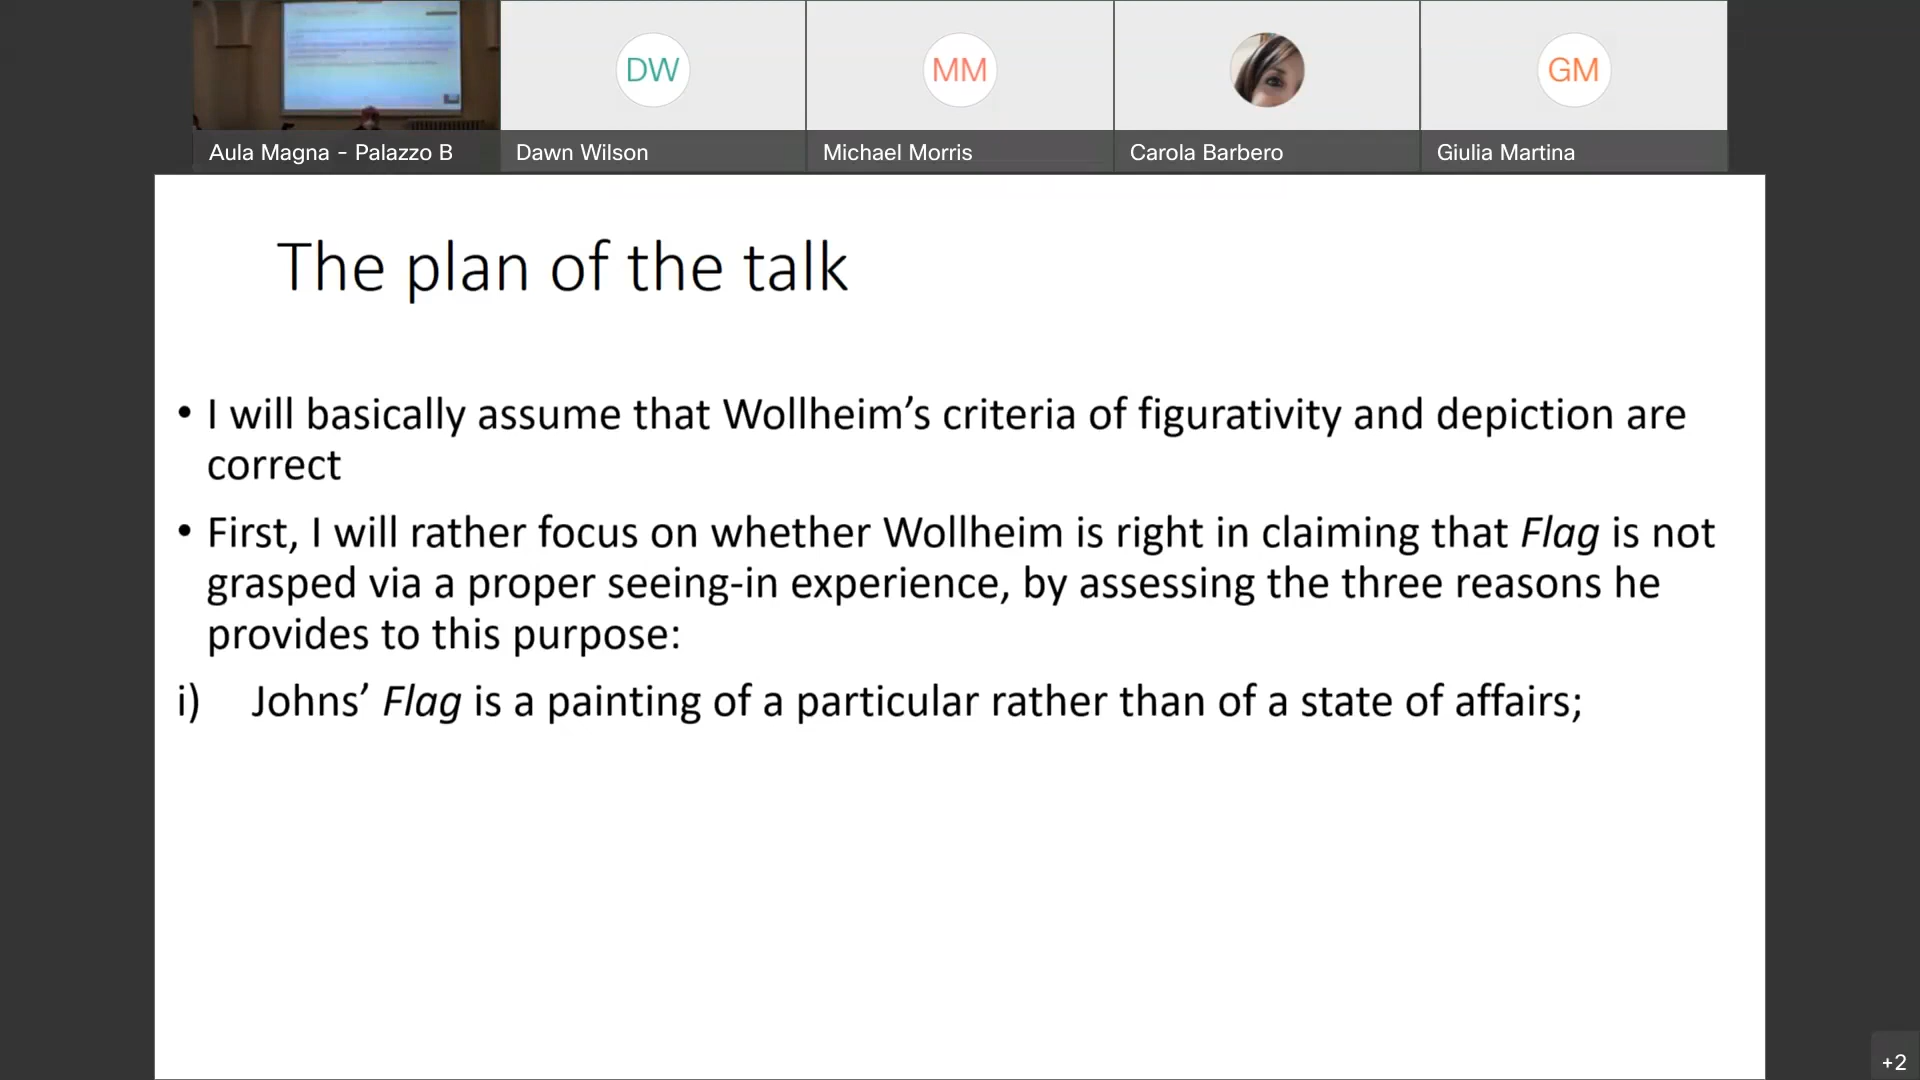 DW
MM
GM
Aula Magna - Palazzo B
Dawn Wilson
Michael Morris
Carola Barbero
Giulia Martina
The plan of the talk
• I will basically assume that Wollheim’s criteria of figurativity and depiction are
correct
• First, I will rather focus on whether Wollheim is right in claiming that Flag is not
grasped via a proper seeing-in experience, by assessing the three reasons he
provides to this purpose:
i) Johns’ Flag is a painting of a particular rather than of a state of affairs;
+2